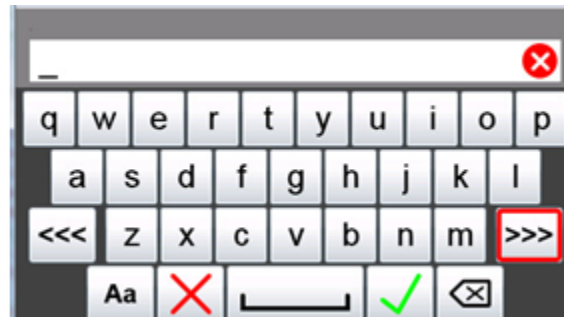 _
q w e r t y u i o p
a s d f g h j k l
<<< z x c v b n m >>>
Aa